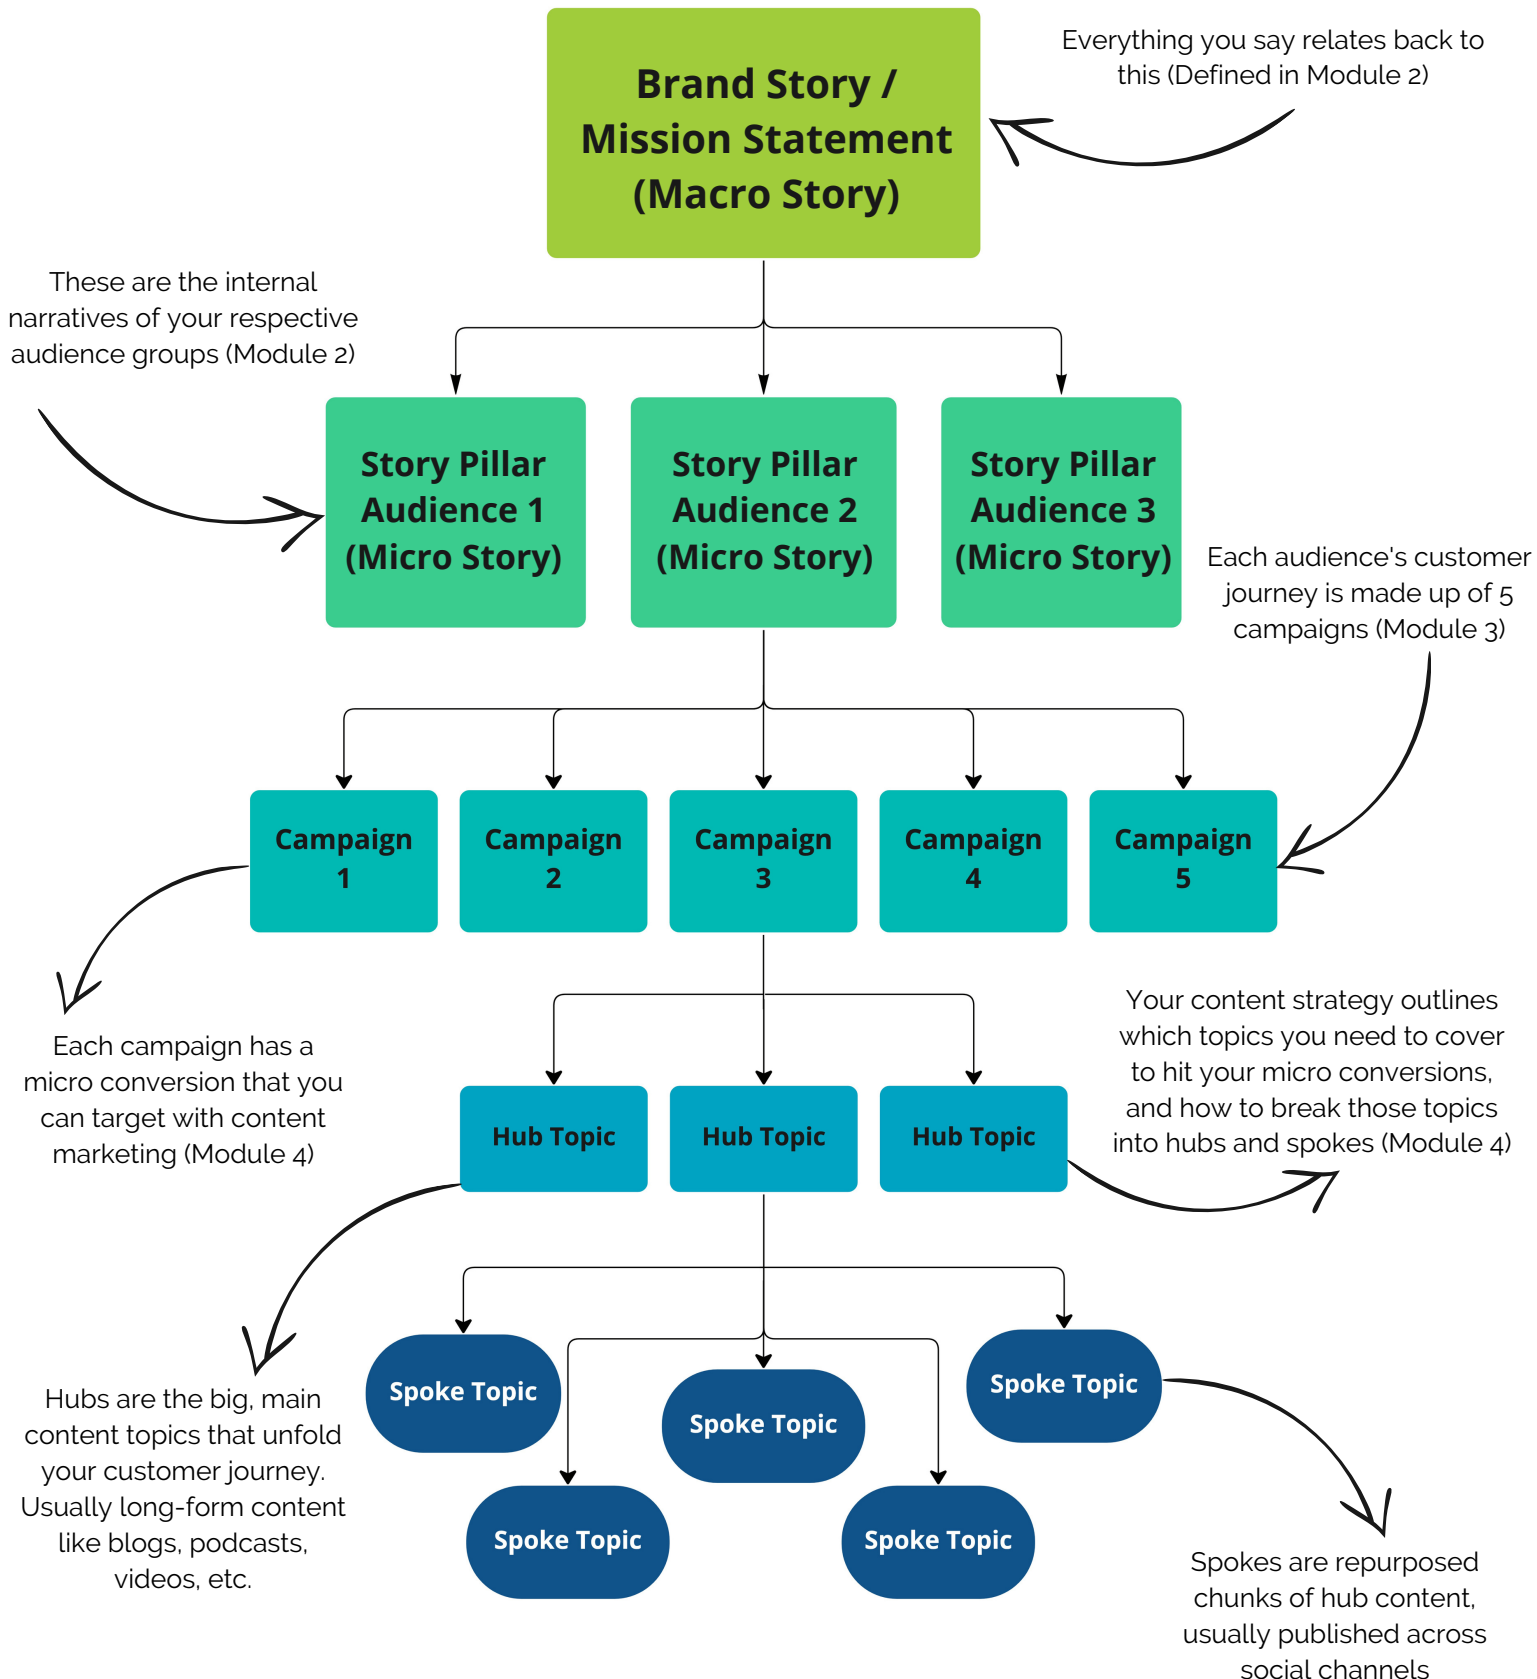 Brand Story /
Mission Statement
(Macro Story)
Everything you say relates back to
this (Defined in Module 2)
These are the internal
narratives of your respective
audience groups (Module 2)
Story Pillar
Audience 1
(Micro Story)
Story Pillar
Audience 2
(Micro Story)
Story Pillar
Audience 3
(Micro Story)
Each audience's customer
journey is made up of 5
campaigns (Module 3)
Campaign
1
Campaign
2
Campaign
3
Campaign
4
Campaign
5
Each campaign has a
micro conversion that you
can target with content
marketing (Module 4)
Your content strategy outlines
which topics you need to cover
to hit your micro conversions,
and how to break those topics
into hubs and spokes (Module 4)
Hub Topic
Hub Topic
Hub Topic
Hubs are the big, main
content topics that unfold
your customer journey.
Usually long-form content
like blogs, podcasts,
videos, etc.
Spoke Topic
Spoke Topic
Spoke Topic
Spoke Topic
Spoke Topic
Spokes are repurposed
chunks of hub content,
usually published across
social channels